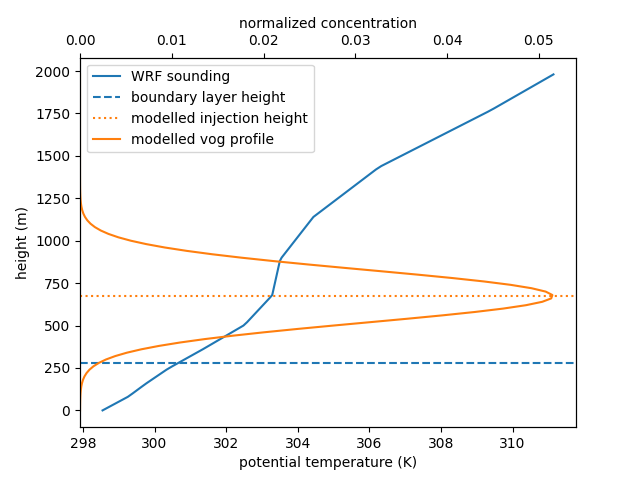 normalized concentration
0.00 0.01 0.02 0.03 0.04 0.05
WRF sounding
boundary layer height
modelled injection height
modelled vog profile
height (m)
2000
1750
1500
1250
1000
750
500
250
0
298 300 302 304 306 308 310
potential temperature (K)